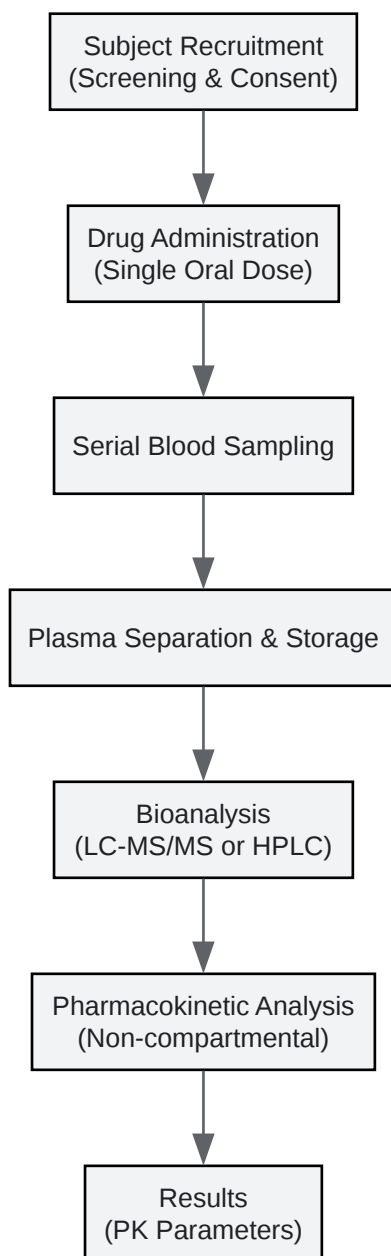 Subject Recruitment
(Screening & Consent)
Drug Administration
(Single Oral Dose)
Serial Blood Sampling
Plasma Separation & Storage
Bioanalysis
(LC-MS/MS or HPLC)
Pharmacokinetic Analysis
(Non-compartmental)
Results
(PK Parameters)